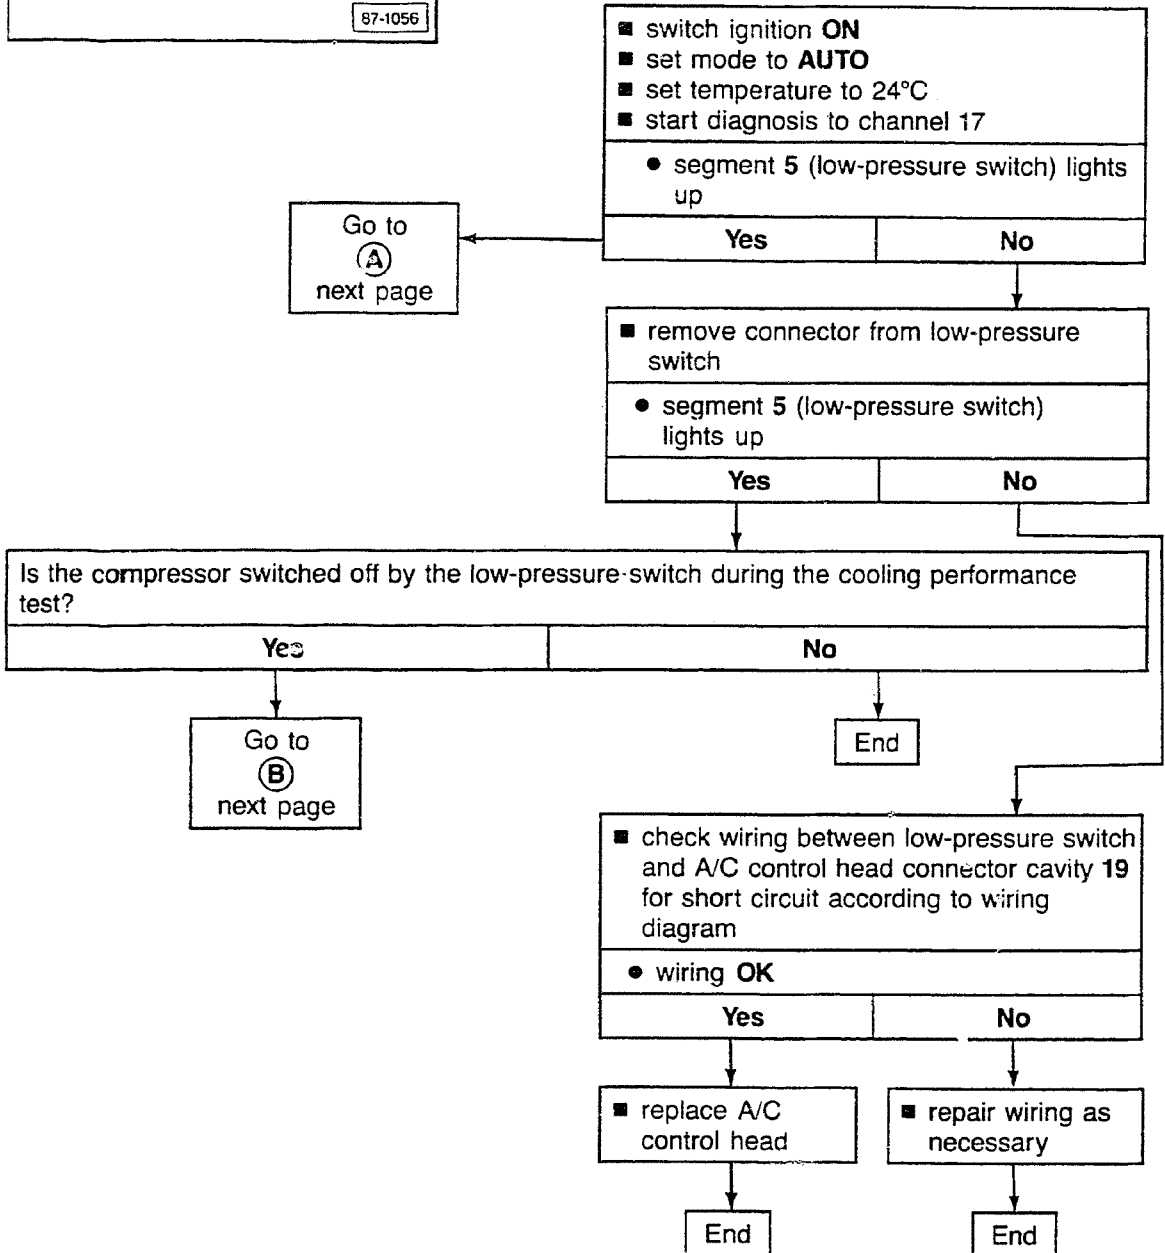 87-1056
■ switch ignition ON
■ set mode to AUTO
■ set temperature to 24°C
■ start diagnosis to channel 17
● segment 5 (low-pressure switch) lights
up
Yes
No
Go to
A
next page
■ remove connector from low-pressure
switch
● segment 5 (low-pressure switch)
lights up
Yes
No
Is the compressor switched off by the low-pressure switch during the cooling performance
test?
Yes
No
Go to
B
next page
End
■ check wiring between low-pressure switch
and A/C control head connector cavity 19
for short circuit according to wiring
diagram
● wiring OK
Yes
No
■ replace A/C
control head
■ repair wiring as
necessary
End
End